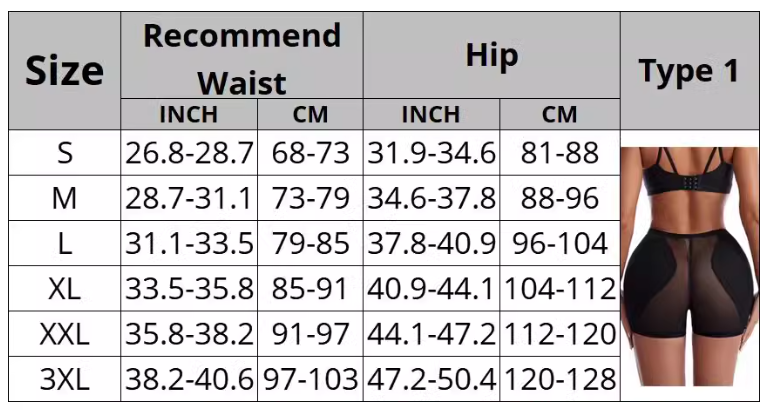 Size Recommend Waist Hip Type 1
INCH CM INCH CM
S 26.8-28.7 68-73 31.9-34.6 81-88
M 28.7-31.1 73-79 34.6-37.8 88-96
L 31.1-33.5 79-85 37.8-40.9 96-104
XL 33.5-35.8 85-91 40.9-44.1 104-112
XXL 35.8-38.2 91-97 44.1-47.2 112-120
3XL 38.2-40.6 97-103 47.2-50.4 120-128